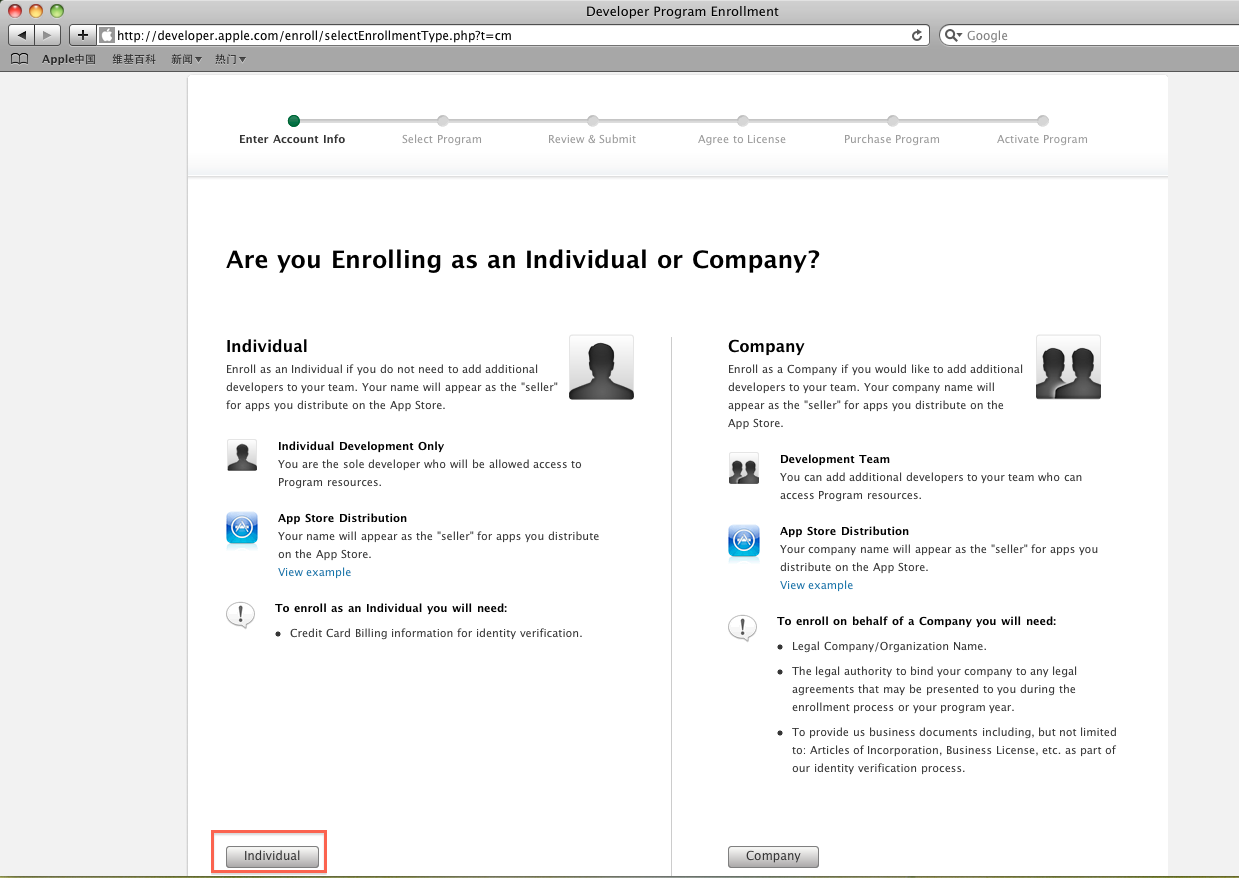 Developer Program Enrollment
http://developer.apple.com/enroll/selectEnrollmentType.php?t=cm
Google
Apple中国 维基百科 新闻 热门
Enter Account Info Select Program Review & Submit Agree to License Purchase Program Activate Program
Are you Enrolling as an Individual or Company?
Individual
Enroll as an Individual if you do not need to add additional
developers to your team. Your name will appear as the "seller"
for apps you distribute on the App Store.
Individual Development Only
You are the sole developer who will be allowed access to
Program resources.
App Store Distribution
Your name will appear as the "seller" for apps you distribute
on the App Store.
View example
To enroll as an Individual you will need:
Credit Card Billing information for identity verification.
Individual
Company
Enroll as a Company if you would like to add additional
developers to your team. Your company name will
appear as the "seller" for apps you distribute on the
App Store.
Development Team
You can add additional developers to your team who can
access Program resources.
App Store Distribution
Your company name will appear as the "seller" for apps you
distribute on the App Store.
View example
To enroll on behalf of a Company you will need:
Legal Company/Organization Name.
The legal authority to bind your company to any legal
agreements that may be presented to you during the
enrollment process or your program year.
To provide us business documents including, but not limited
to: Articles of Incorporation, Business License, etc. as part of
our identity verification process.
Company